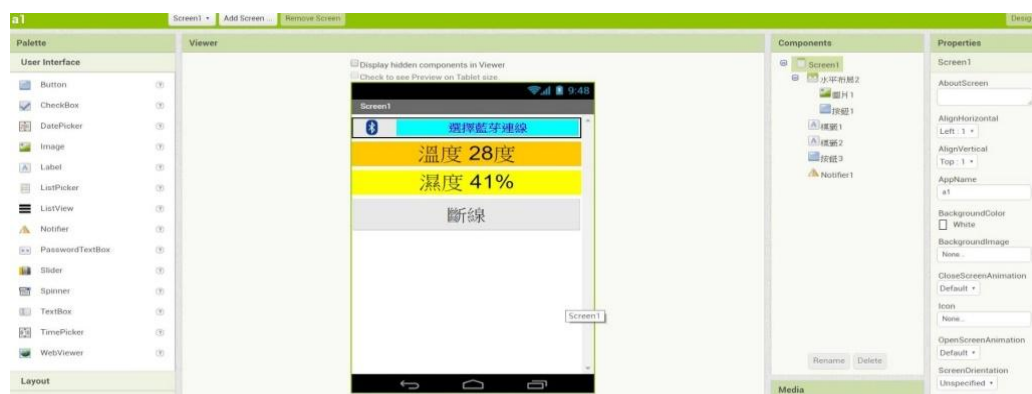 a1
Screen1
Add Screen ...
Remove Screen
Desig
Palette
User Interface
Button
CheckBox
DatePicker
Image
Label
ListPicker
ListView
Notifier
PasswordTextBox
Slider
Spinner
TextBox
TimePicker
WebViewer
Layout
Viewer
Display hidden components in Viewer
Check to see Preview on Tablet size.
9:48
Screen1
選擇藍芽連線
溫度 28度
濕度 41%
斷線
Screen1
Components
Screen1
水平布局2
圖片1
按鈕1
標籤1
標籤2
按鈕3
Notifier1
Rename
Delete
Media
Properties
Screen1
AboutScreen
AlignHorizontal
Left : 1
AlignVertical
Top : 1
AppName
a1
BackgroundColor
White
BackgroundImage
None...
CloseScreenAnimation
Default
Icon
None...
OpenScreenAnimation
Default
ScreenOrientation
Unspecified